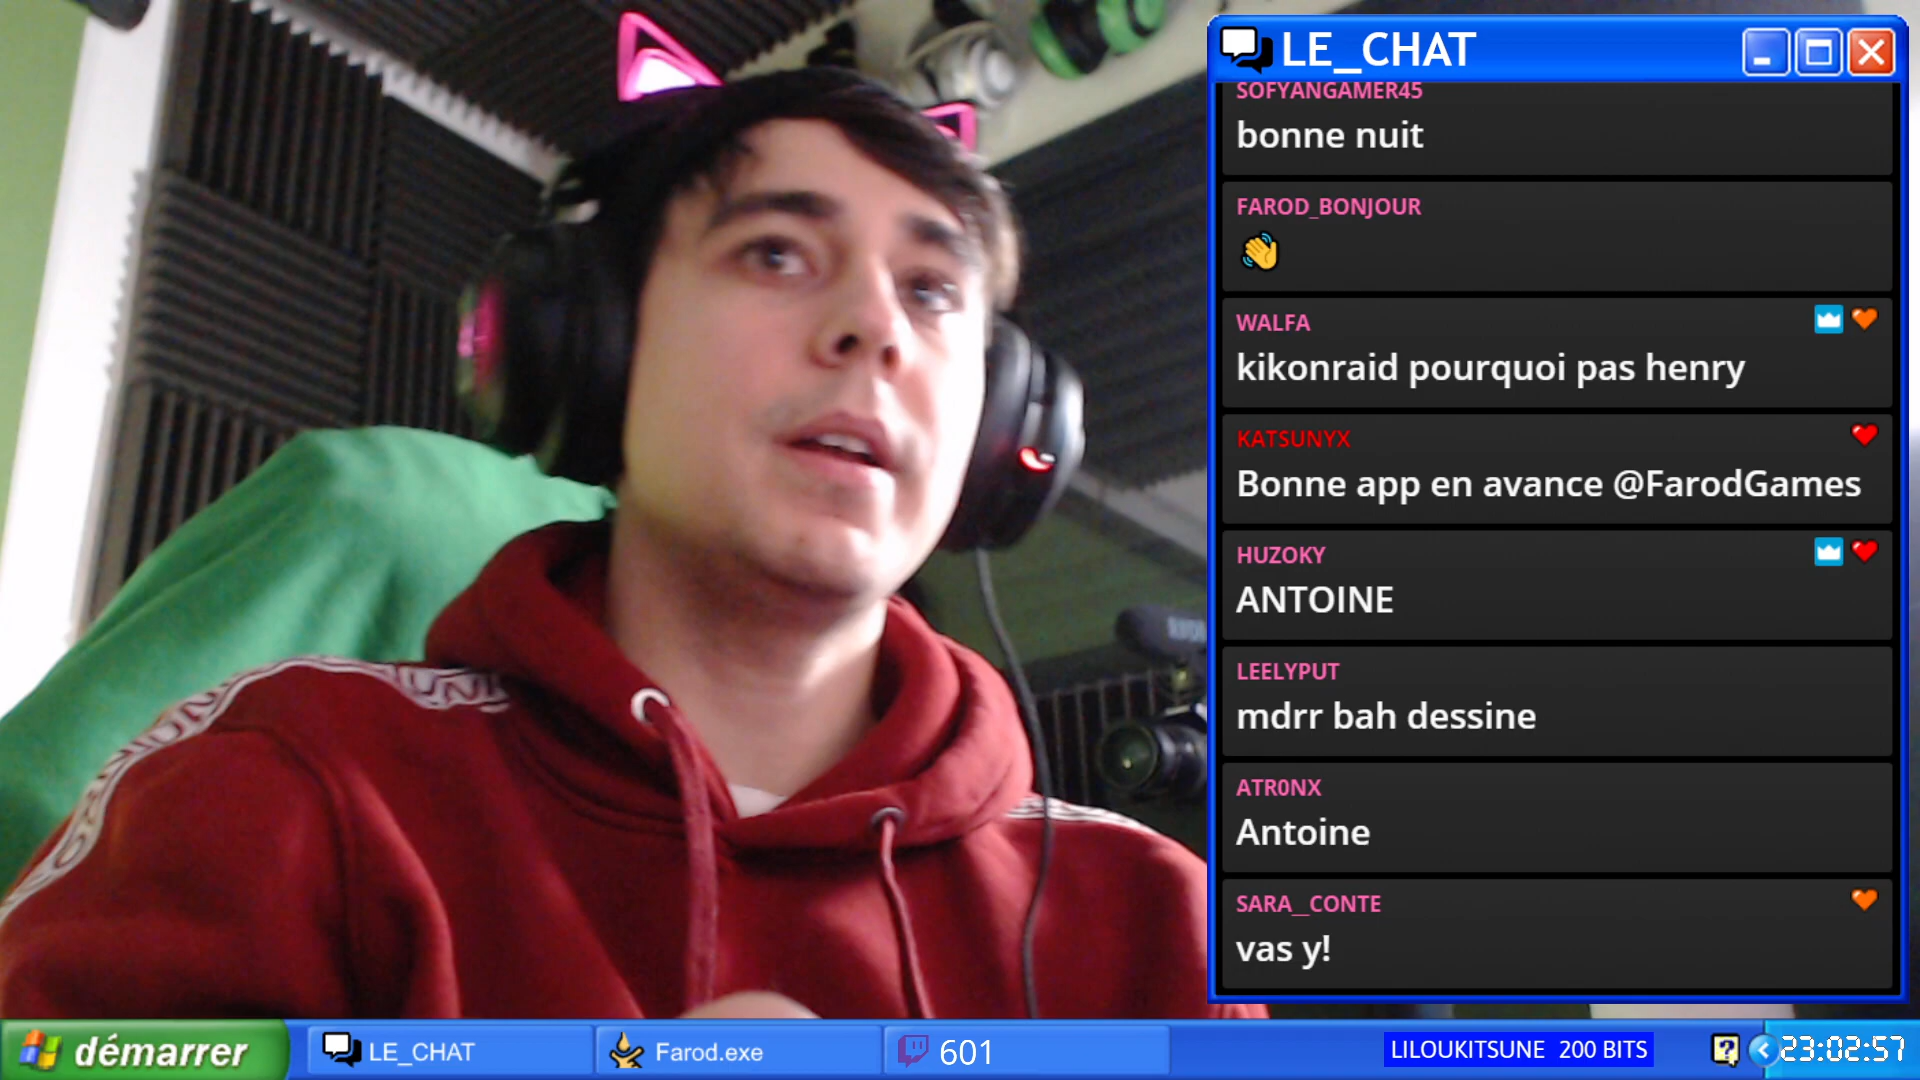 LE_CHAT
SOFYANGAMER45
bonne nuit
FAROD_BONJOUR
👋
WALFA
kikonraid pourquoi pas henry
KATSUNYX
Bonne app en avance @FarodGames
HUZOKY
ANTOINE
LEELYPUT
mdrr bah dessine
ATR0NX
Antoine
SARA__CONTE
vas y!
démarrer
LE_CHAT
Farod.exe
601
LILOUKITSUNE 200 BITS
23:02:57